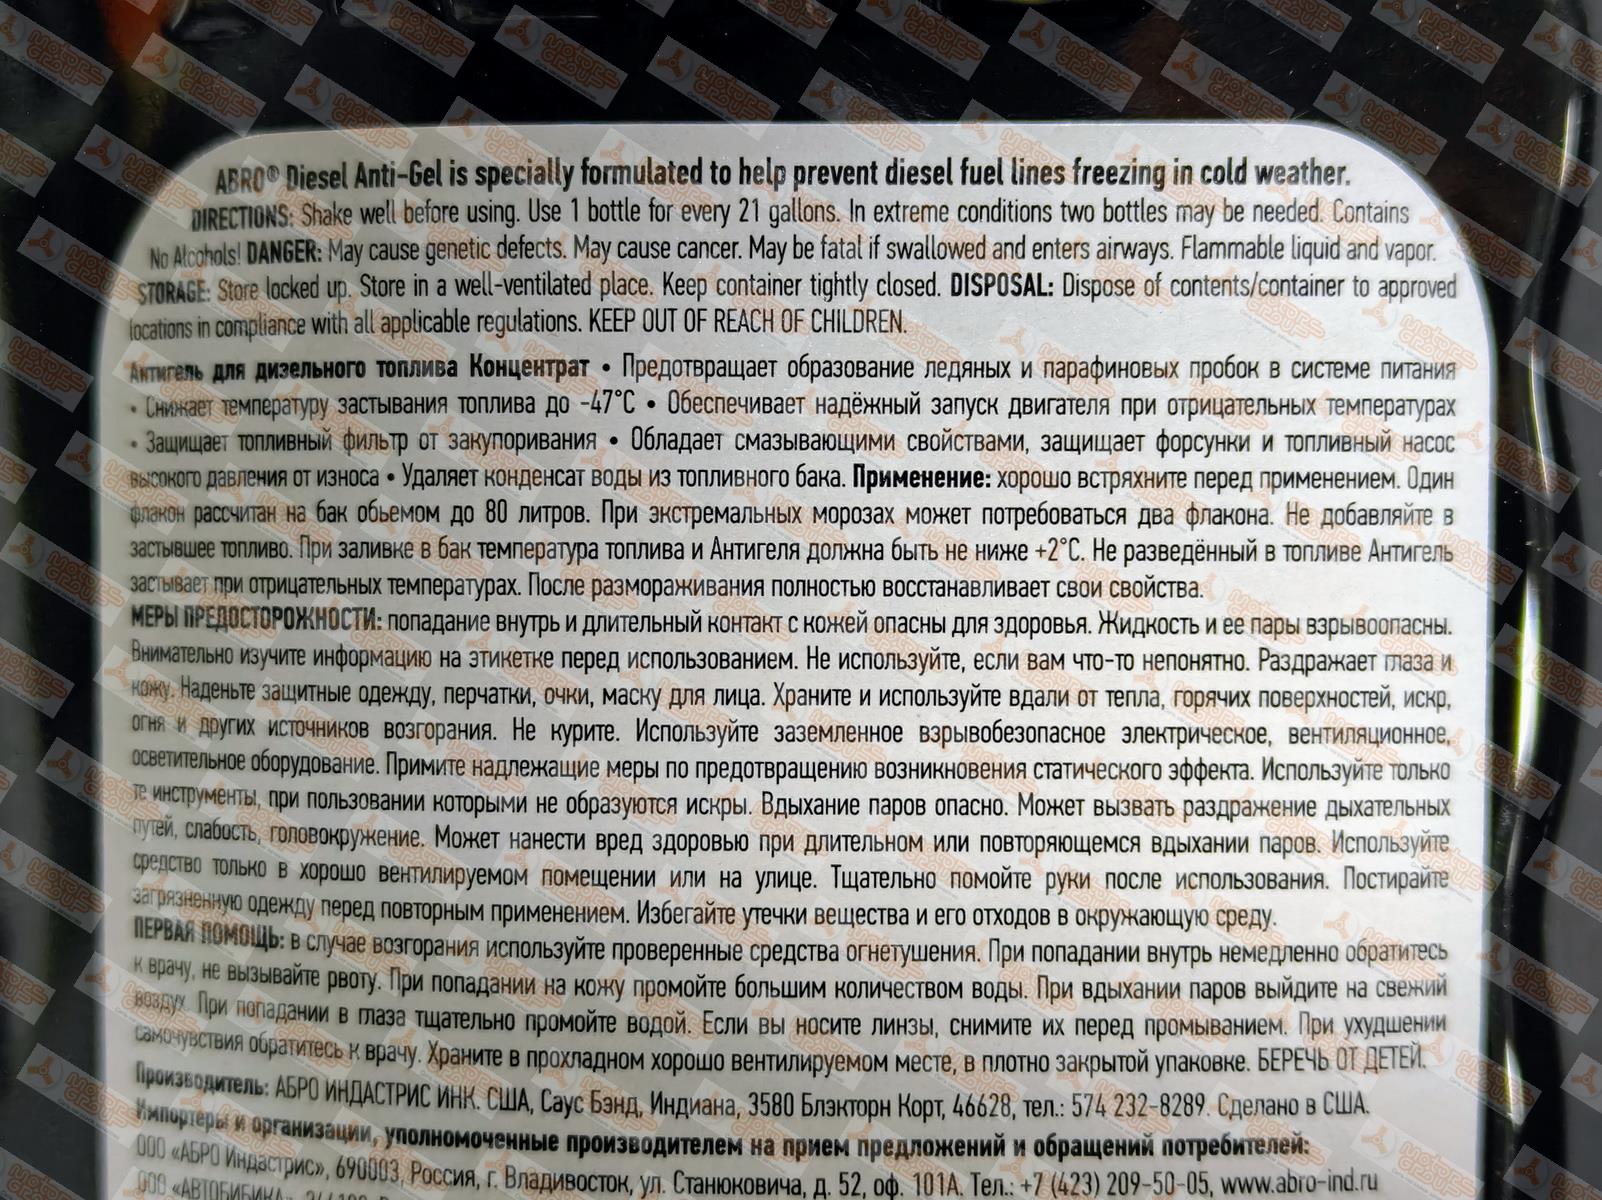 ABRO® Diesel Anti-Gel is specially formulated to help prevent diesel fuel lines freezing in cold weather.
DIRECTIONS: Shake well before using. Use 1 bottle for every 21 gallons. In extreme conditions two bottles may be needed. Contains
No Alcohols! DANGER: May cause genetic defects. May cause cancer. May be fatal if swallowed and enters airways. Flammable liquid and vapor.
STORAGE: Store locked up. Store in a well-ventilated place. Keep container tightly closed. DISPOSAL: Dispose of contents/container to approved
locations in compliance with all applicable regulations. KEEP OUT OF REACH OF CHILDREN.
Антигель для дизельного топлива Концентрат • Предотвращает образование ледяных и парафиновых пробок в системе питания
• Снижает температуру застывания топлива до -47°С • Обеспечивает надёжный запуск двигателя при отрицательных температурах
• Защищает топливный фильтр от закупоривания • Обладает смазывающими свойствами, защищает форсунки и топливный насос
высокого давления от износа • Удаляет конденсат воды из топливного бака. Применение: хорошо встряхните перед применением. Один
флакон рассчитан на бак обьемом до 80 литров. При экстремальных морозах может потребоваться два флакона. Не добавляйте в
застывшее топливо. При заливке в бак температура топлива и Антигеля должна быть не ниже +2°С. Не разведённый в топливе Антигель
застывает при отрицательных температурах. После размораживания полностью восстанавливает свои свойства.
МЕРЫ ПРЕДОСТОРОЖНОСТИ: попадание внутрь и длительный контакт с кожей опасны для здоровья. Жидкость и ее пары взрывоопасны.
Внимательно изучите информацию на этикетке перед использованием. Не используйте, если вам что-то непонятно. Раздражает глаза и
кожу. Наденьте защитные одежду, перчатки, очки, маску для лица. Храните и используйте вдали от тепла, горячих поверхностей, искр,
огня и других источников возгорания. Не курите. Используйте заземленное взрывобезопасное электрическое, вентиляционное,
осветительное оборудование. Примите надлежащие меры по предотвращению возникновения статического эффекта. Используйте только
те инструменты, при пользовании которыми не образуются искры. Вдыхание паров опасно. Может вызвать раздражение дыхательных
путей, слабость, головокружение. Может нанести вред здоровью при длительном или повторяющемся вдыхании паров. Используйте
средство только в хорошо вентилируемом помещении или на улице. Тщательно помойте руки после использования. Постирайте
загрязненную одежду перед повторным применением. Избегайте утечки вещества и его отходов в окружающую среду.
ПЕРВАЯ ПОМОЩЬ: в случае возгорания используйте проверенные средства огнетушения. При попадании внутрь немедленно обратитесь
к врачу, не вызывайте рвоту. При попадании на кожу промойте большим количеством воды. При вдыхании паров выйдите на свежий
воздух. При попадании в глаза тщательно промойте водой. Если вы носите линзы, снимите их перед промыванием. При ухудшении
самочувствия обратитесь к врачу. Храните в прохладном хорошо вентилируемом месте, в плотно закрытой упаковке. БЕРЕЧЬ ОТ ДЕТЕЙ.
Производитель: АБРО ИНДАСТРИС ИНК. США, Саус Бэнд, Индиана, 3580 Блэкторн Корт, 46628, тел.: 574 232-8289. Сделано в США.
Импортеры и организации, уполномоченные производителем на прием предложений и обращений потребителей:
ООО «АБРО Индастрис», 690003, Россия, г. Владивосток, ул. Станюковича, д. 52, оф. 101А. Тел.: +7 (423) 209-50-05, www.abro-ind.ru
ООО «АВТОБИБИКА»